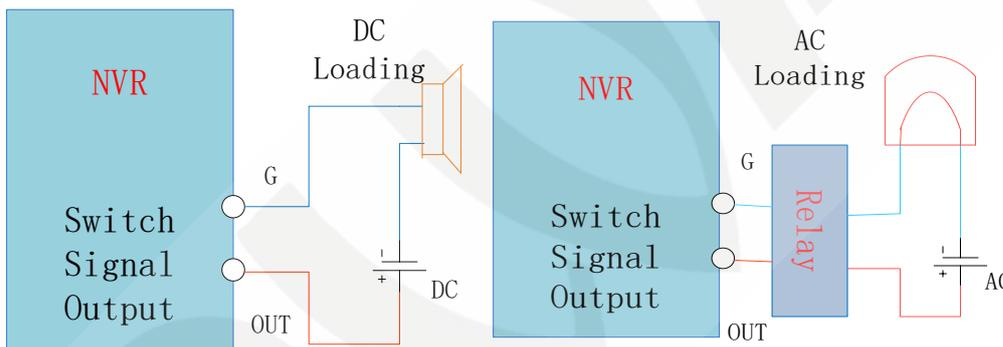 NVR
DC
Loading
G
Switch
Signal
Output
-
+
DC
OUT
NVR
AC
Loading
G
Relay
Switch
Signal
Output
-
+
AC
OUT